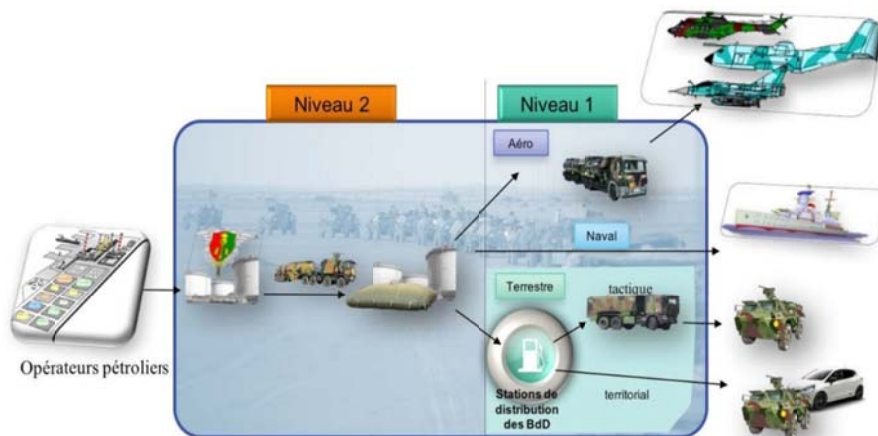 Niveau 2
Niveau 1
Aéro
Naval
Terrestre
tactique
Opérateurs pétroliers
Stations de
distribution
des BdD
territorial